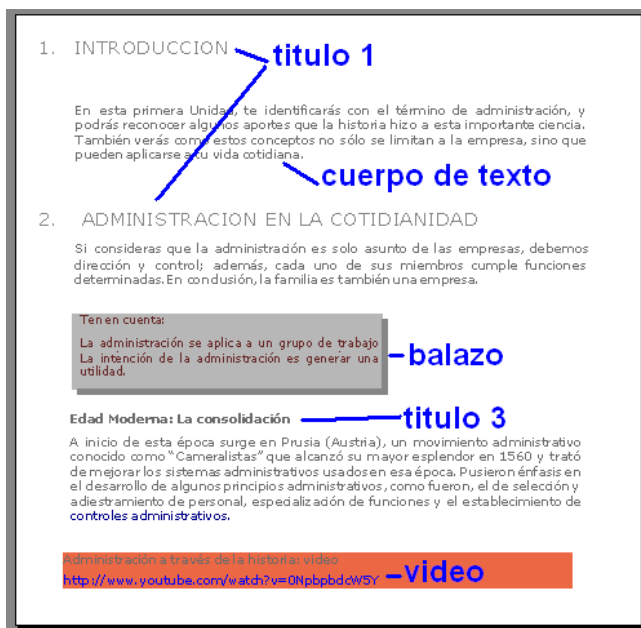 1. INTRODUCCION
titulo 1
En esta primera Unidad, te identificarás con el término de administración, y
podrás reconocer algunos aportes que la historia hizo a esta importante ciencia.
También verás como estos conceptos no sólo se limitan a la empresa, sino que
pueden aplicarse a tu vida cotidiana.
cuerpo de texto
2. ADMINISTRACION EN LA COTIDIANIDAD
Si consideras que la administración es solo asunto de las empresas, debemos
dirección y control; además, cada uno de sus miembros cumple funciones
determinadas. En conclusión, la familia es también una empresa.
Ten en cuenta:
La administración se aplica a un grupo de trabajo
La intención de la administración es generar una
utilidad.
balazo
Edad Moderna: La consolidación
titulo 3
A inicio de esta época surge en Prusia (Austria), un movimiento administrativo
conocido como "Cameralistas" que alcanzó su mayor esplendor en 1560 y trató
de mejorar los sistemas administrativos usados en esa época. Pusieron énfasis en
el desarrollo de algunos principios administrativos, como fueron, el de selección y
adiestramiento de personal, especialización de funciones y el establecimiento de
controles administrativos.
Administración a través de la historia: video
http://www.youtube.com/watch?v=0NpbpbdcW5Y
video